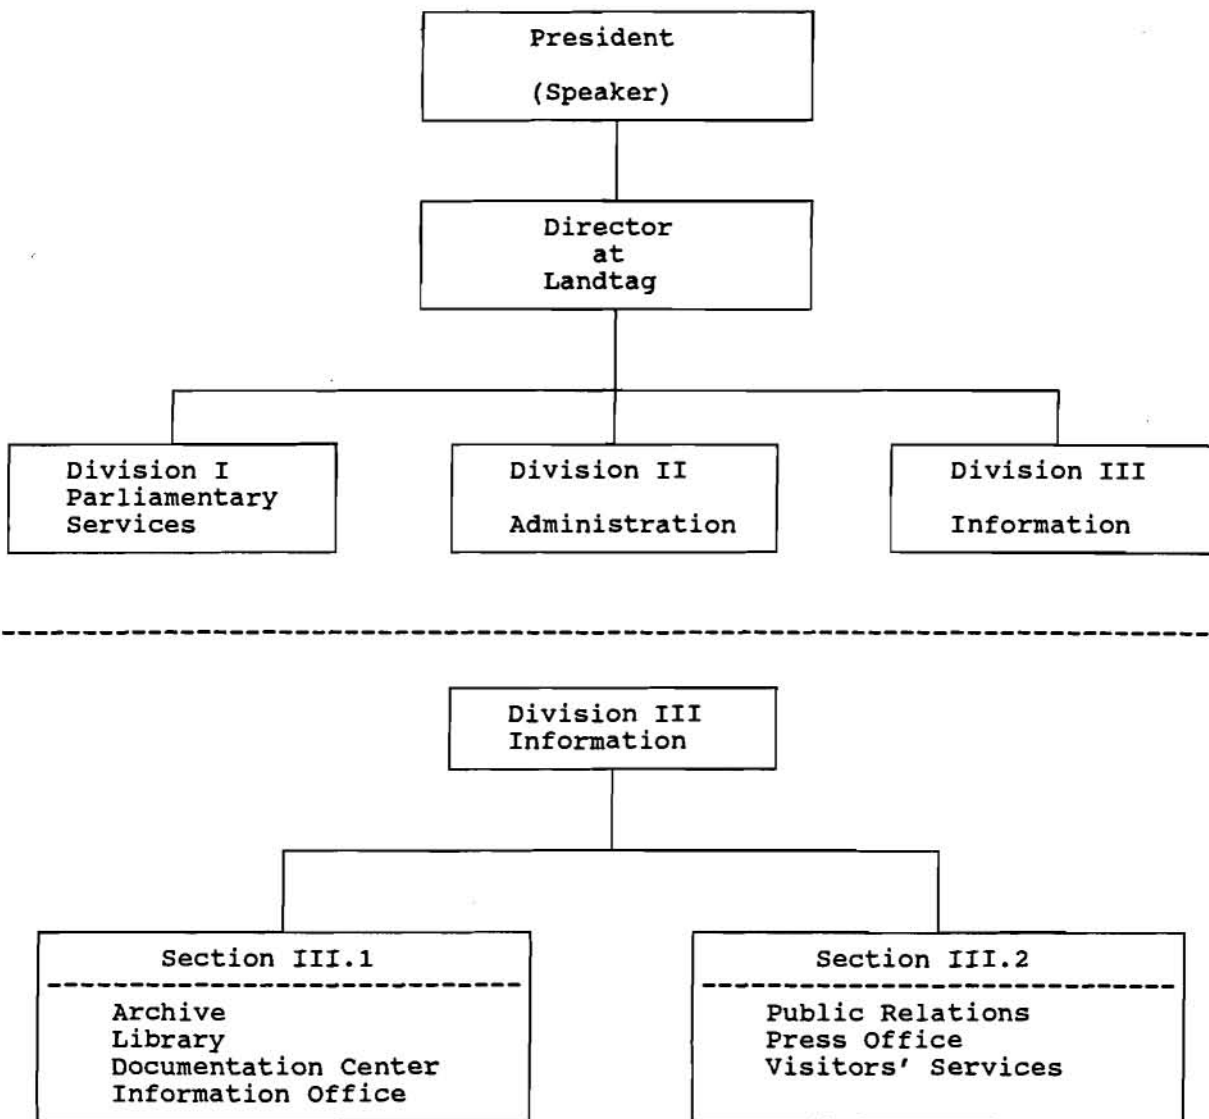 President
(Speaker)
Director
at
Landtag
Division I
Parliamentary
Services
Division II
Administration
Division III
Information
Division III
Information
Section III.1
Archive
Library
Documentation Center
Information Office
Section III.2
Public Relations
Press Office
Visitors' Services